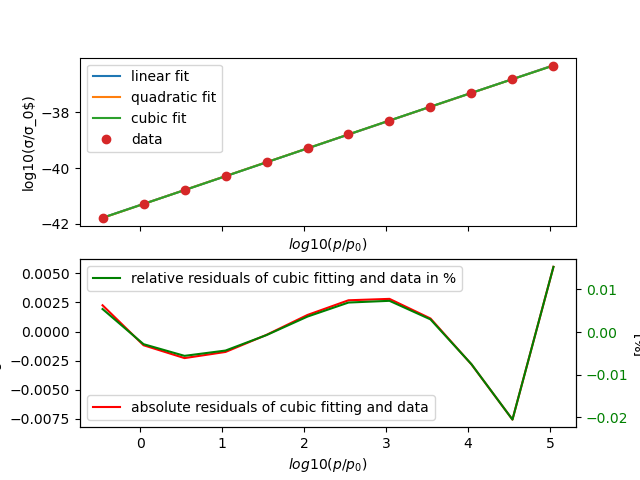 linear fit
quadratic fit
cubic fit
data
log10(σ/σ_0$)
−38
−40
−42
log10(p/p₀)
relative residuals of cubic fitting and data in %
absolute residuals of cubic fitting and data
0.0050
0.0025
0.0000
−0.0025
−0.0050
−0.0075
0.01
0.00
−0.01
−0.02
0 1 2 3 4 5
log10(p/p₀)